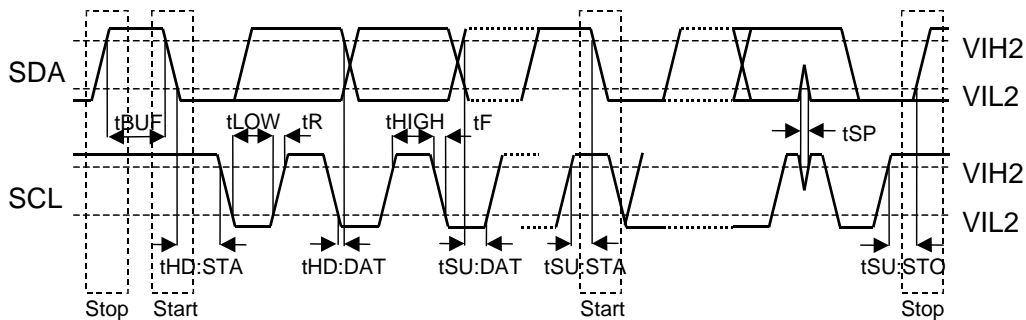 VIH2
SDA
VIL2
tBUF tLOW tR tHIGH tF
tSP
VIH2
SCL
VIL2
tHD:STA tHD:DAT tSU:DAT tSU:STA tSU:STO
Stop Start Start Stop